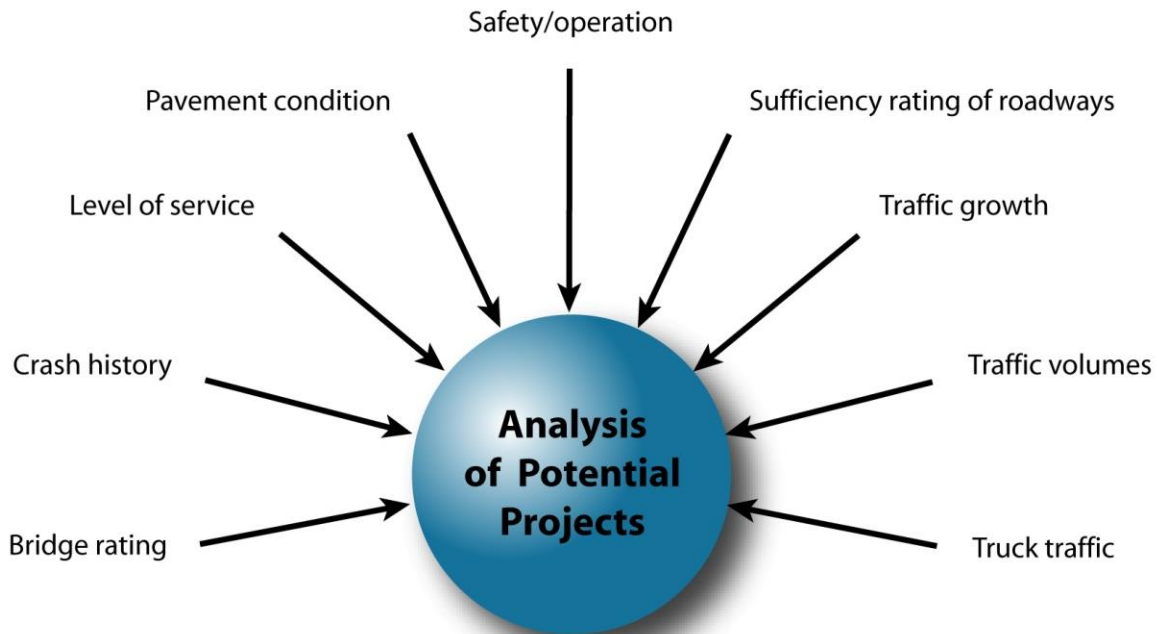 Safety/operation
Pavement condition
Sufficiency rating of roadways
Level of service
Traffic growth
Crash history
Traffic volumes
Analysis
of Potential
Projects
Bridge rating
Truck traffic